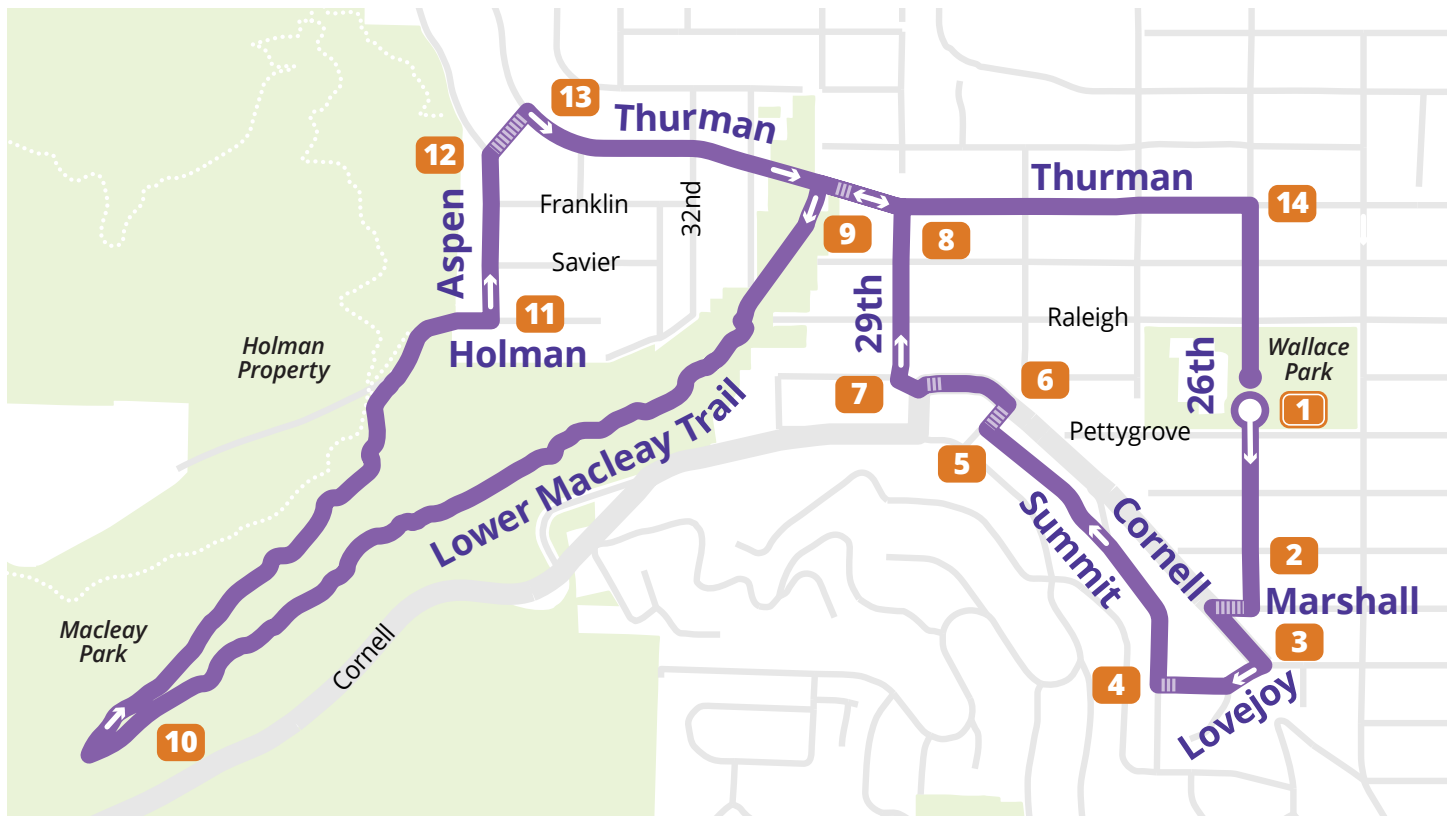 13
Thurman
12
Thurman
Franklin
32nd
14
Aspen
9
8
Savier
29th
11
Raleigh
Holman
Property
Holman
26th
Wallace
Park
7
6
1
Pettygrove
5
Lower Macleay Trail
Summit
Cornell
2
Marshall
Macleay
Park
Cornell
3
4
Lovejoy
10